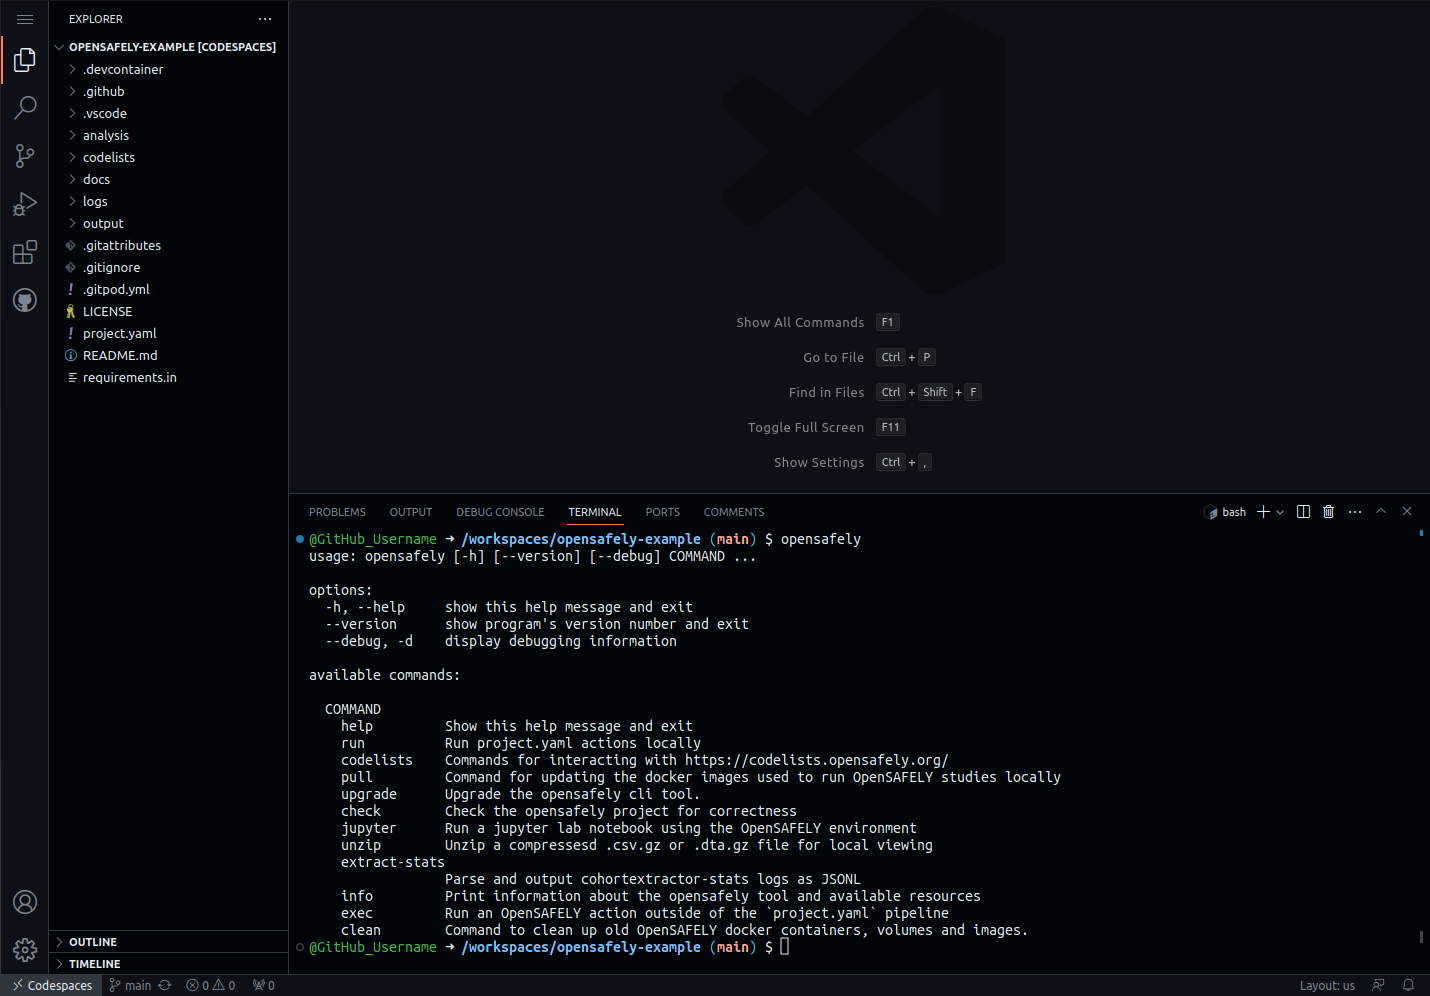 EXPLORER
OPENSAFELY-EXAMPLE [CODESPACES]
.devcontainer
.github
.vscode
analysis
codelists
docs
logs
output
.gitattributes
.gitignore
! .gitpod.yml
LICENSE
! project.yaml
README.md
requirements.in
OUTLINE
TIMELINE
Show All Commands F1
Go to File Ctrl + P
Find in Files Ctrl + Shift + F
Toggle Full Screen F11
Show Settings Ctrl + ,
PROBLEMS OUTPUT DEBUG CONSOLE TERMINAL PORTS COMMENTS bash
@GitHub_Username → /workspaces/opensafely-example (main) $ opensafely
usage: opensafely [-h] [--version] [--debug] COMMAND ...
options:
-h, --help show this help message and exit
--version show program's version number and exit
--debug, -d display debugging information
available commands:
COMMAND
help Show this help message and exit
run Run project.yaml actions locally
codelists Commands for interacting with https://codelists.opensafely.org/
pull Command for updating the docker images used to run OpenSAFELY studies locally
upgrade Upgrade the opensafely cli tool.
check Check the opensafely project for correctness
jupyter Run a jupyter lab notebook using the OpenSAFELY environment
unzip Unzip a compressesd .csv.gz or .dta.gz file for local viewing
extract-stats
Parse and output cohortextractor-stats logs as JSONL
info Print information about the opensafely tool and available resources
exec Run an OpenSAFELY action outside of the `project.yaml` pipeline
clean Command to clean up old OpenSAFELY docker containers, volumes and images.
@GitHub_Username → /workspaces/opensafely-example (main) $
Codespaces main 0 0 0 Layout: us